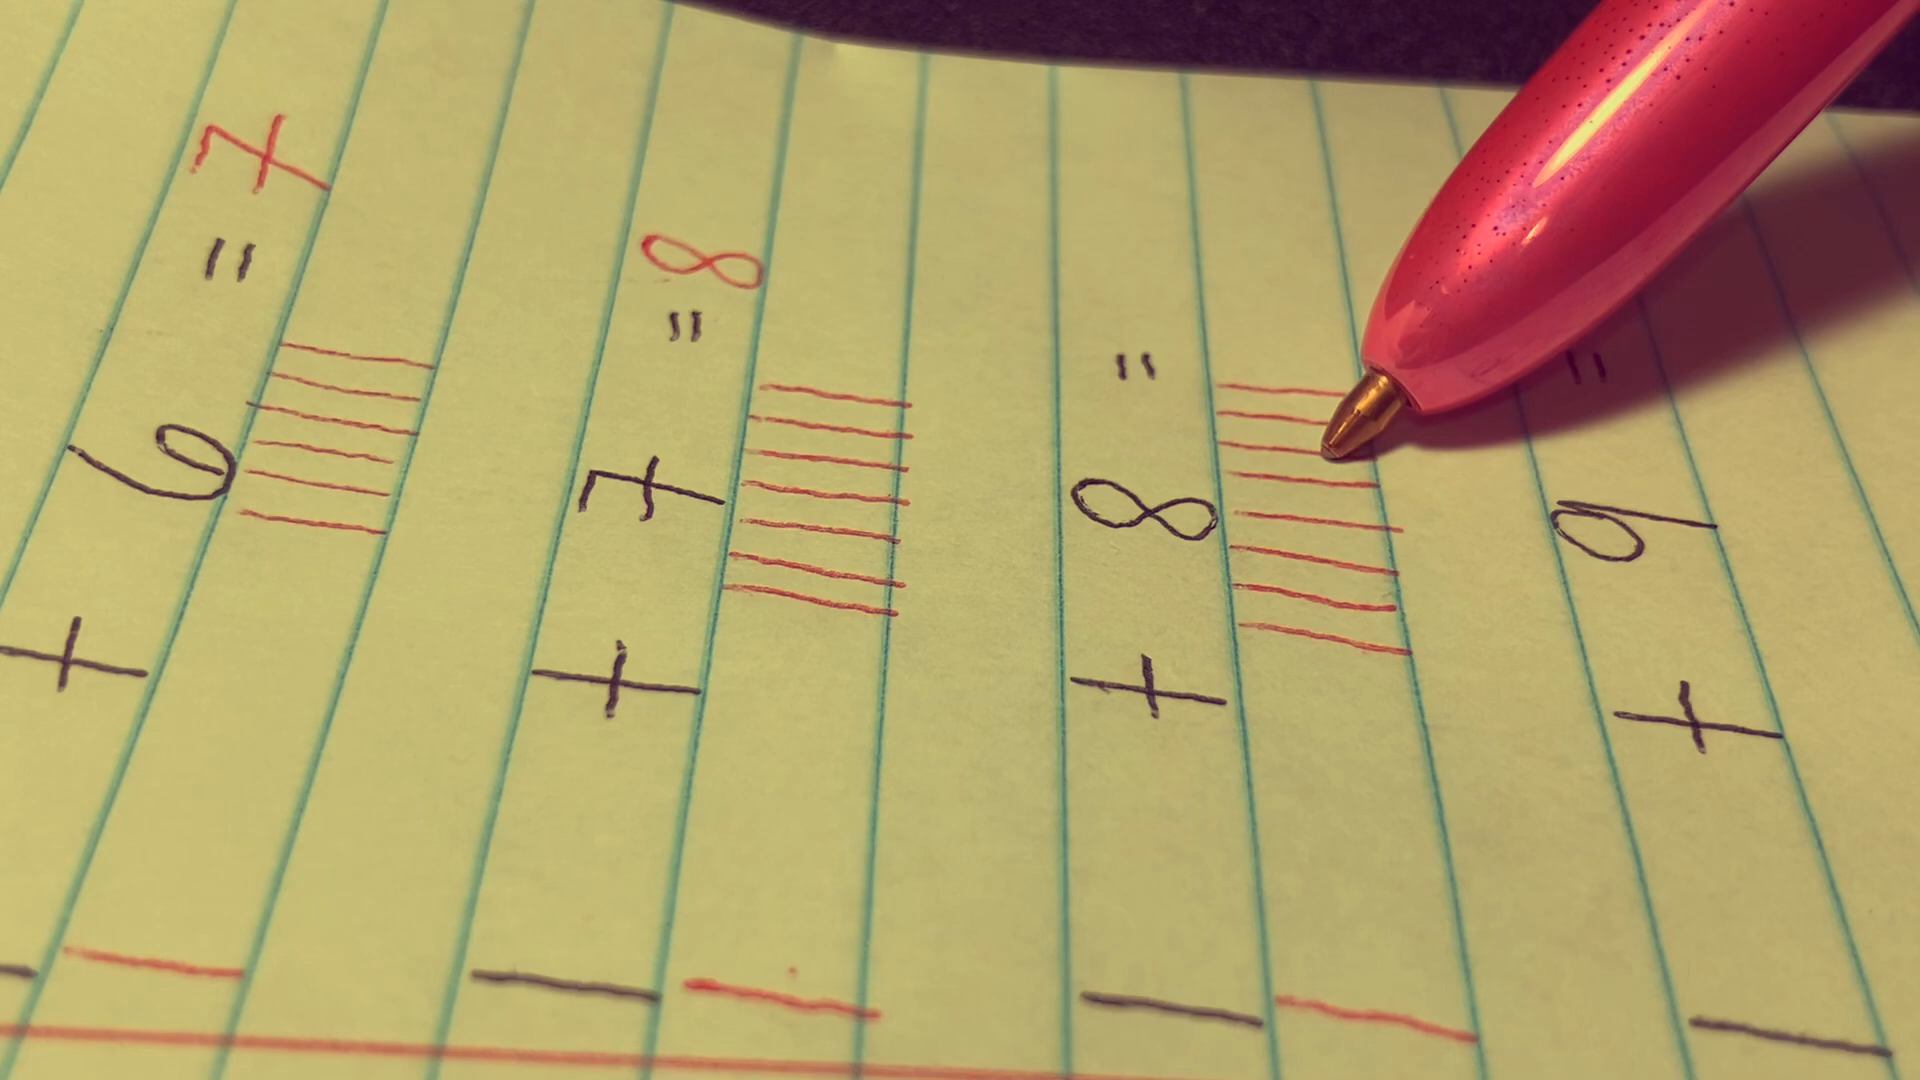 1 + 6 = 7
| ||||||
1 + 7 = 8
| |||||||
1 + 8 =
| ||||||||
1 + 9 =